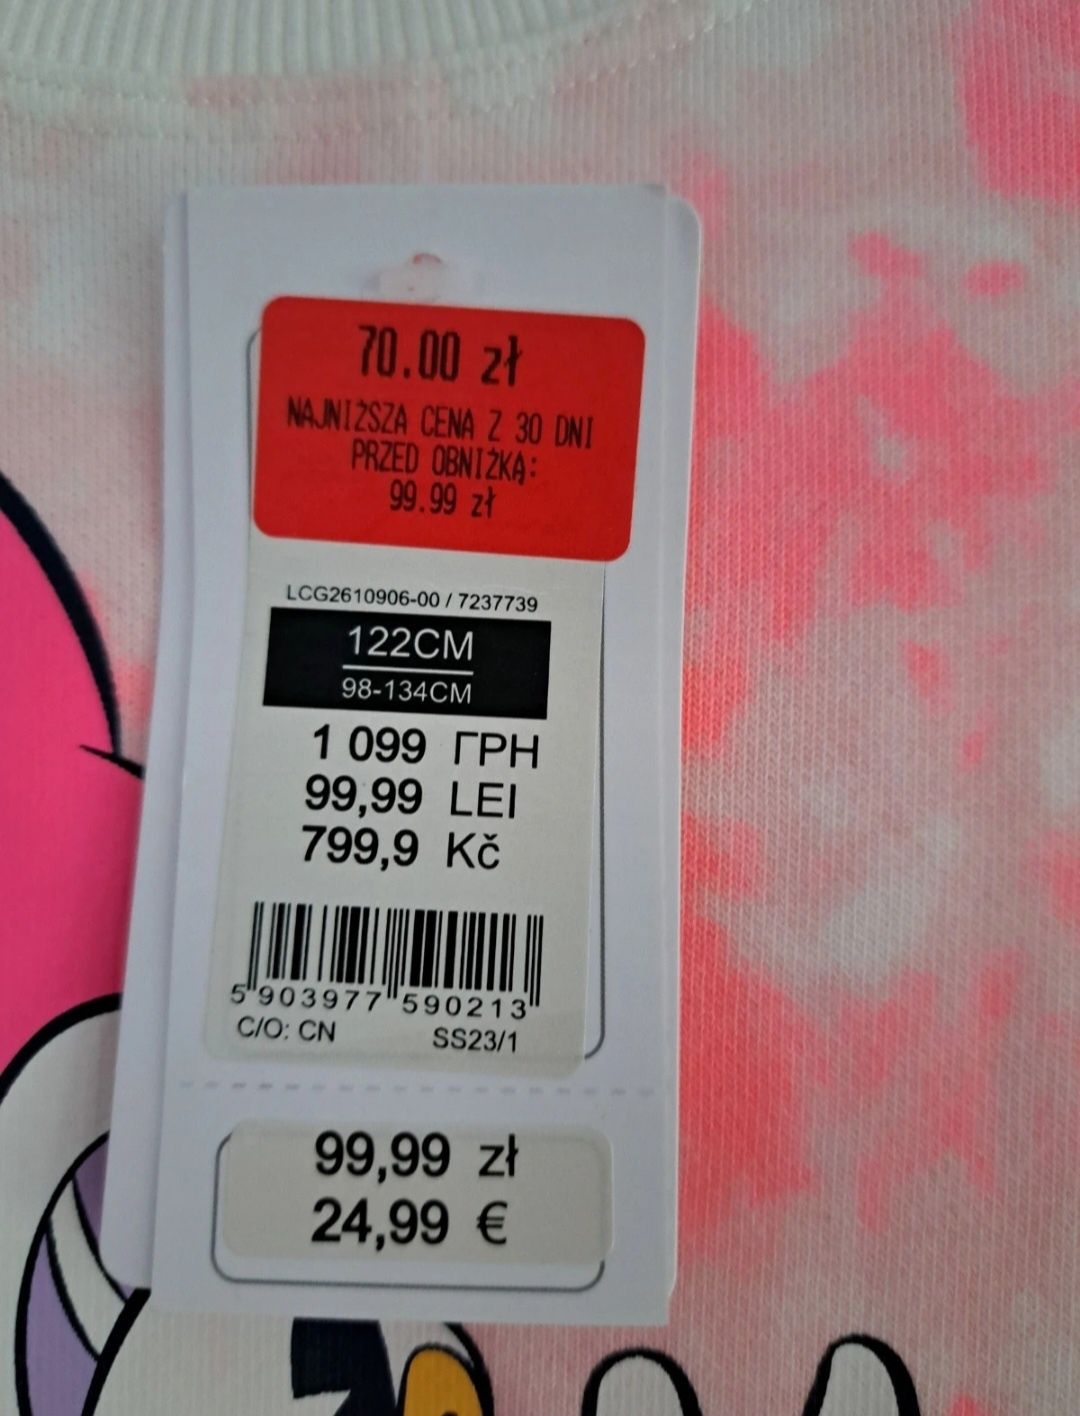 70.00 zł
NAJNIŻSZA CENA Z 30 DNI
PRZED OBNIŻKĄ:
99.99 zł
LCG2610906-00 / 7237739
122CM
98-134CM
1 099 ГРН
99,99 LEI
799,9 Kč
5 903977 590213
C/O: CN SS23/1
99,99 zł
24,99 €